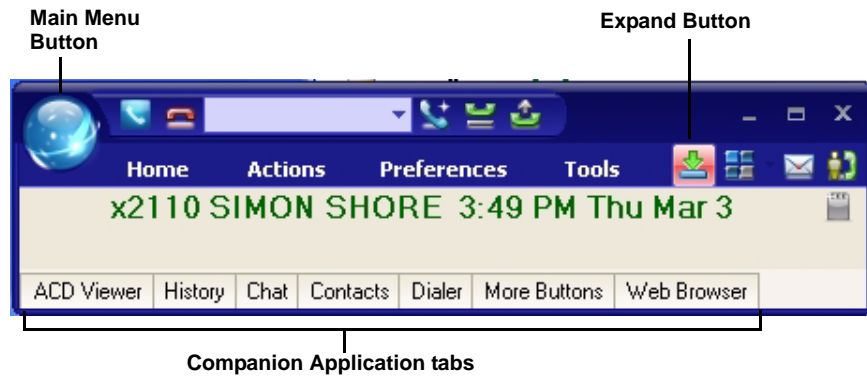 Main Menu
Button
Expand Button
Home Actions Preferences Tools
x2110 SIMON SHORE 3:49 PM Thu Mar 3
ACD Viewer History Chat Contacts Dialer More Buttons Web Browser
Companion Application tabs